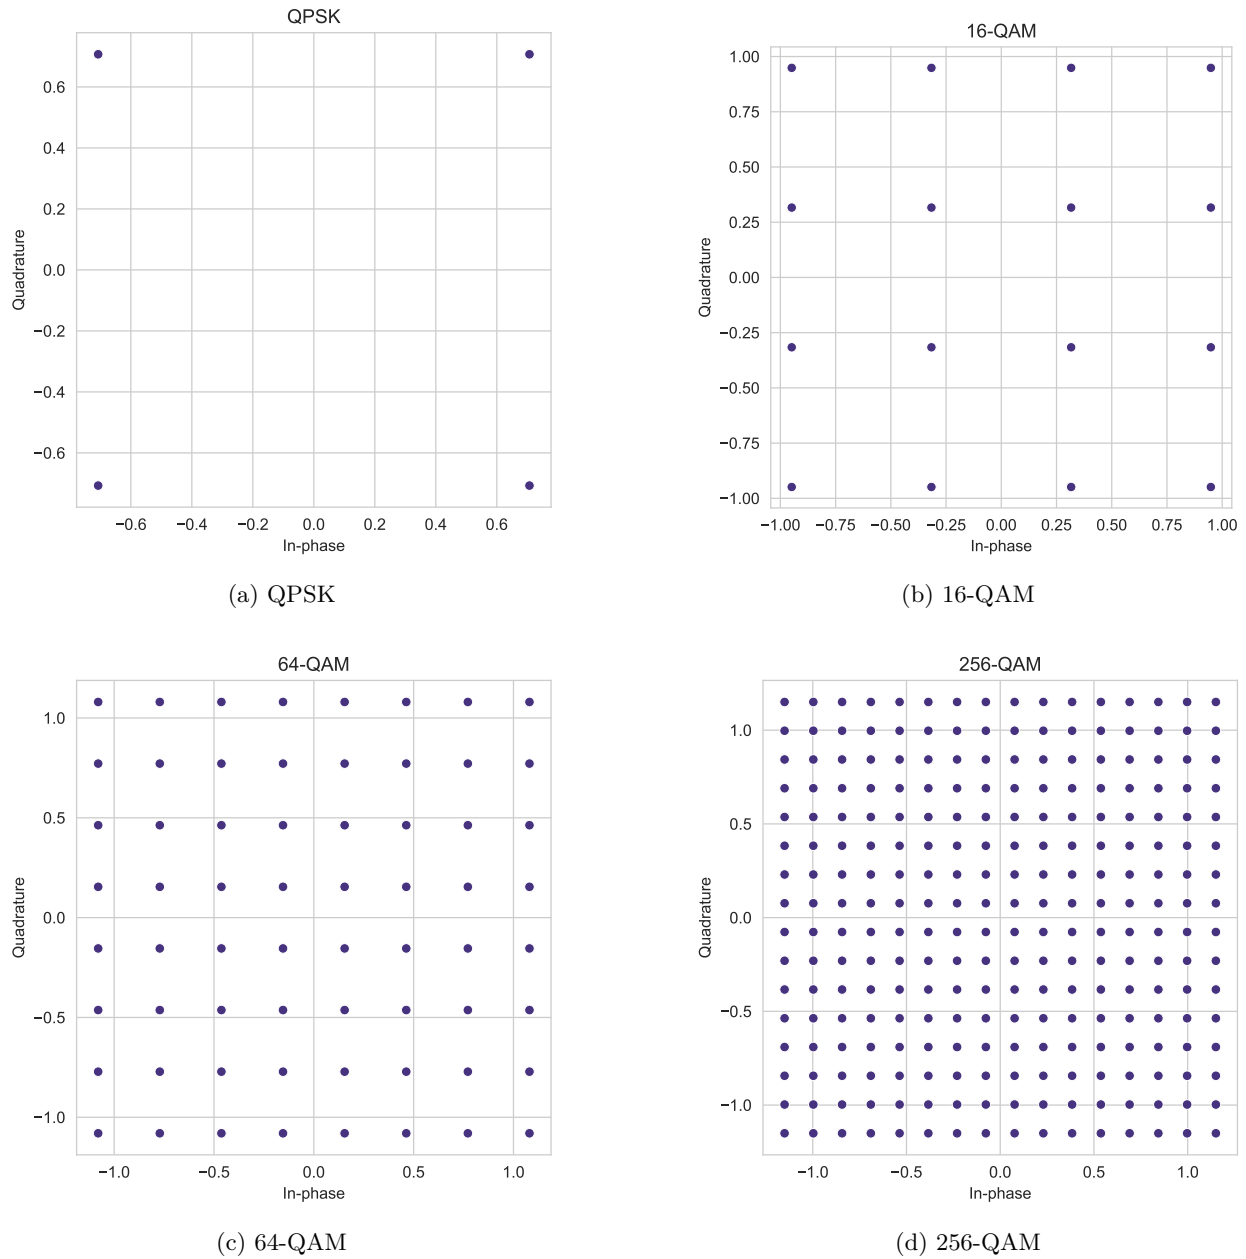 QPSK
Quadrature
0.6
0.4
0.2
0.0
−0.2
−0.4
−0.6
−0.6 −0.4 −0.2 0.0 0.2 0.4 0.6
In-phase
(a) QPSK
16-QAM
Quadrature
1.00
0.75
0.50
0.25
0.00
−0.25
−0.50
−0.75
−1.00
−1.00 −0.75 −0.50 −0.25 0.00 0.25 0.50 0.75 1.00
In-phase
(b) 16-QAM
64-QAM
Quadrature
1.0
0.5
0.0
−0.5
−1.0
−1.0 −0.5 0.0 0.5 1.0
In-phase
(c) 64-QAM
256-QAM
Quadrature
1.0
0.5
0.0
−0.5
−1.0
−1.0 −0.5 0.0 0.5 1.0
In-phase
(d) 256-QAM